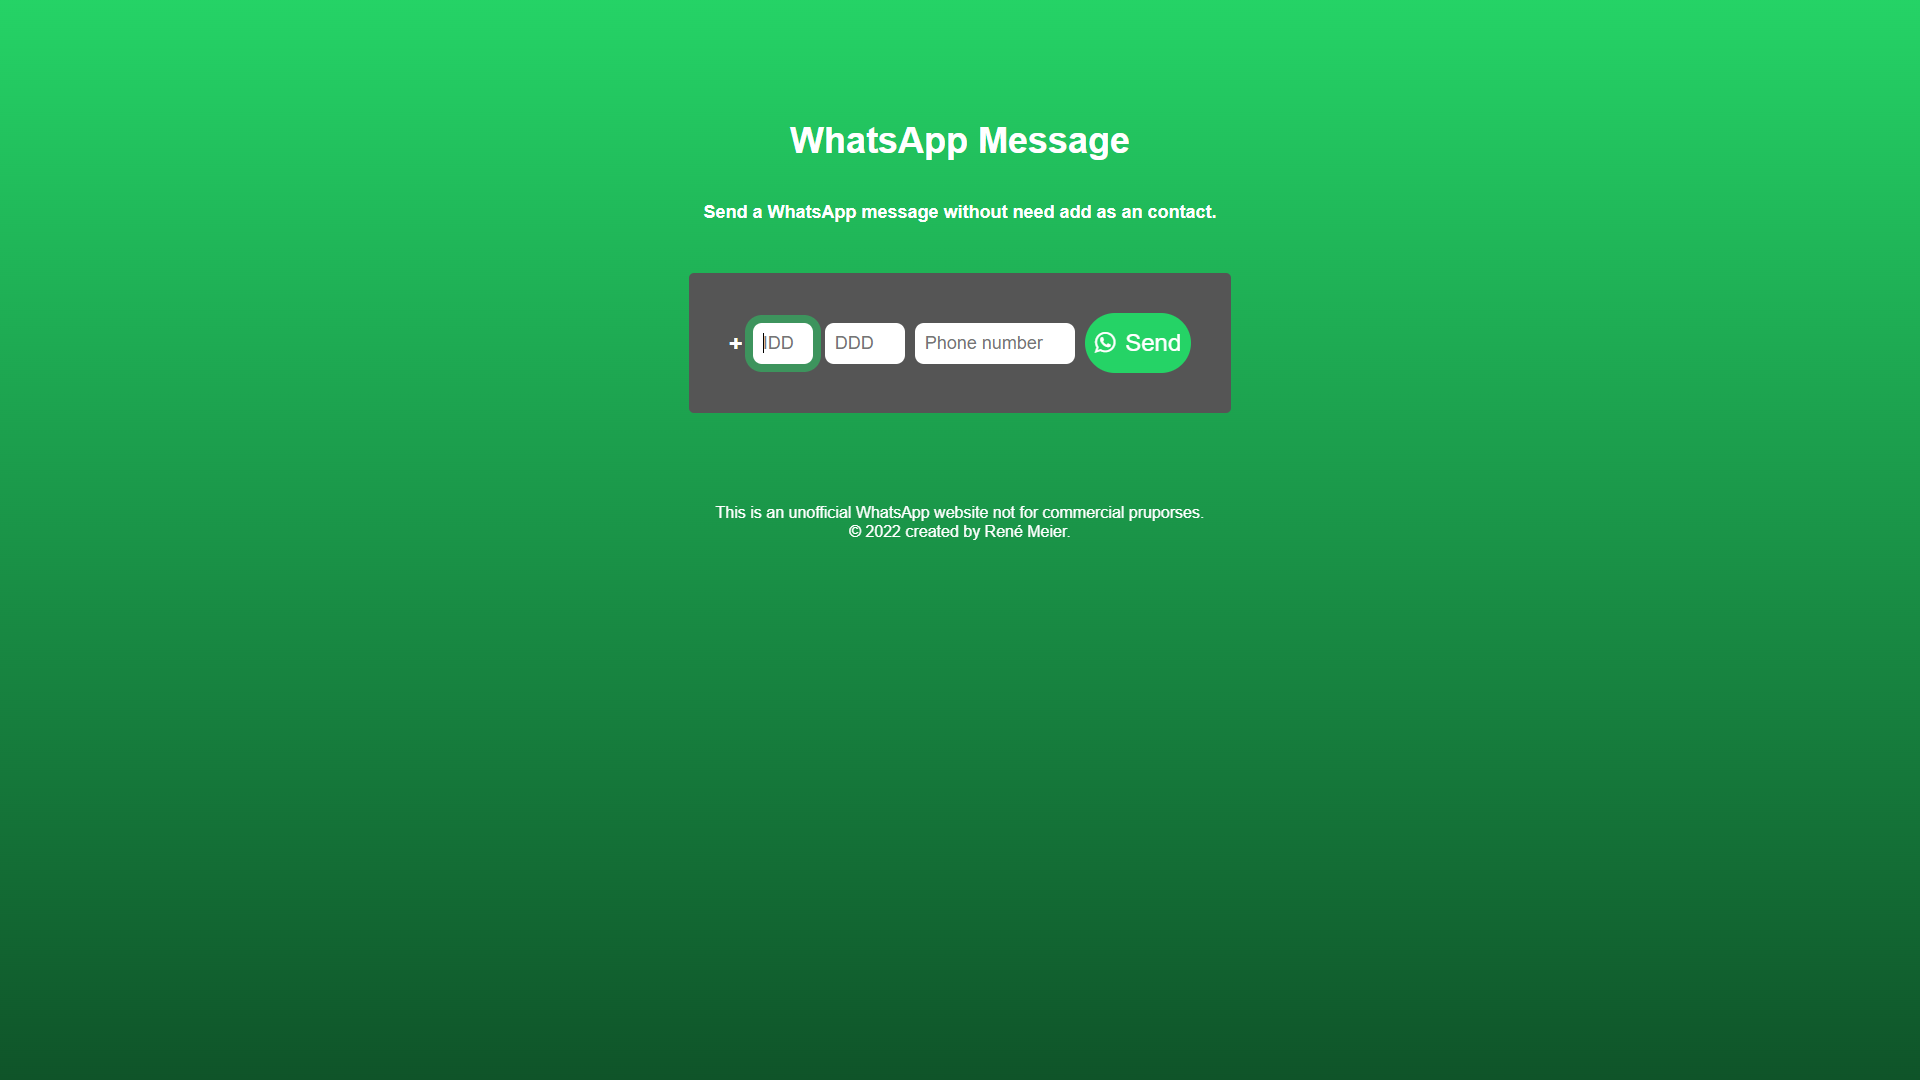 WhatsApp Message
Send a WhatsApp message without need add as an contact.
+ IDD DDD Phone number Send
This is an unofficial WhatsApp website not for commercial pruporses.
© 2022 created by René Meier.